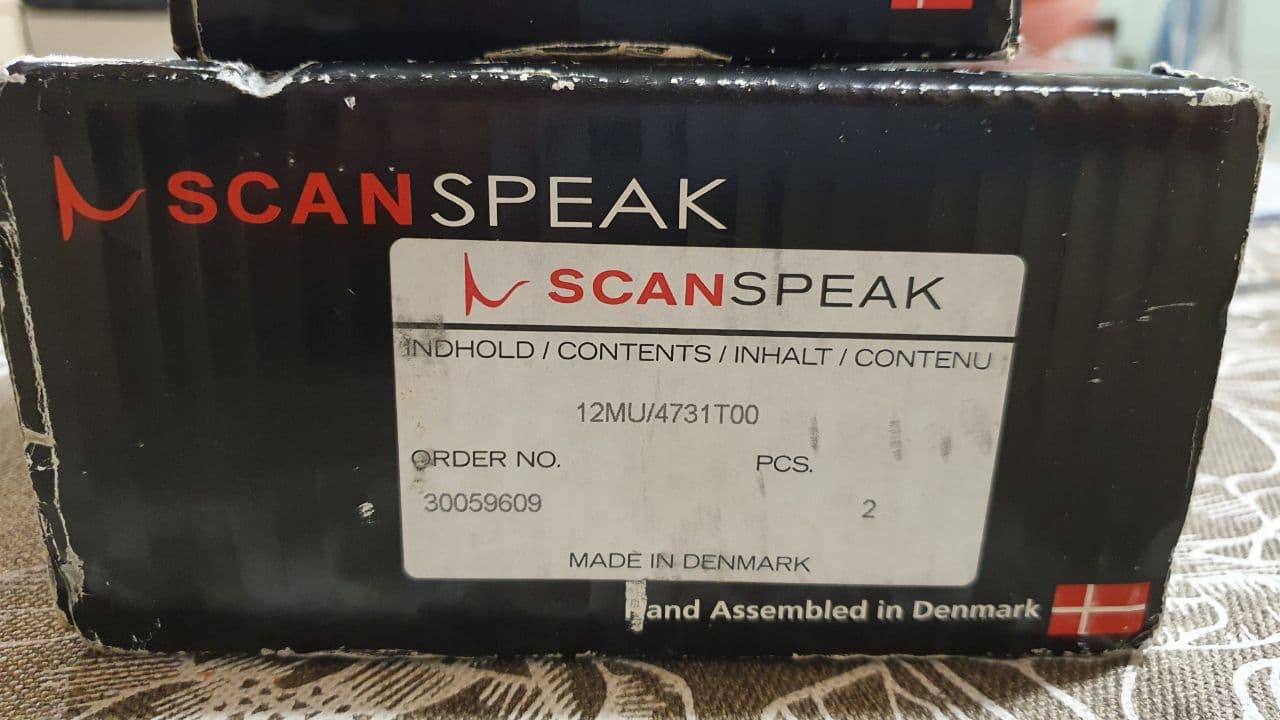 SCANSPEAK
SCANSPEAK
INDHOLD / CONTENTS / INHALT / CONTENU
12MU/4731T00
ORDER NO. PCS.
30059609 2
MADE IN DENMARK
Hand Assembled in Denmark